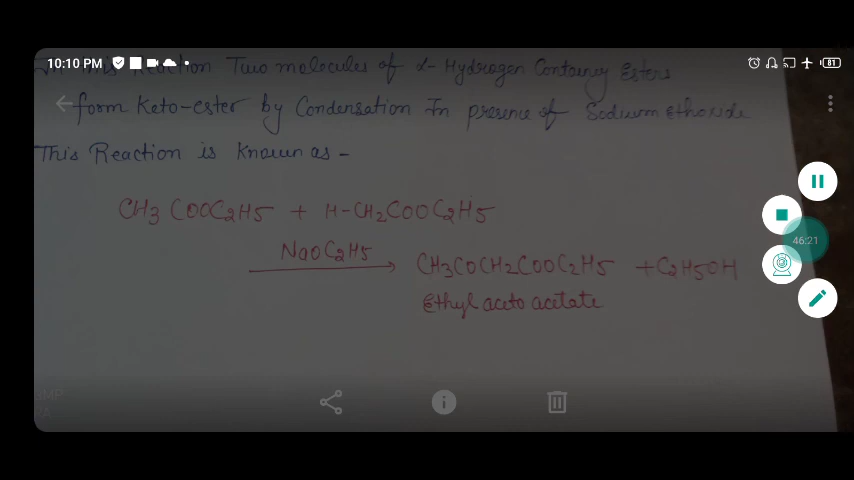 10:10 PM
81
In this Reaction Two molecules of α- Hydrogen Containing Esters
form Keto-ester by Condensation In presence of Sodium Ethoxide
This Reaction is known as -
CH3 COOC2H5 + H-CH2COOC2H5
NaOC2H5
CH3COCH2COOC2H5 + C2H5OH
Ethyl aceto acetate
46:21